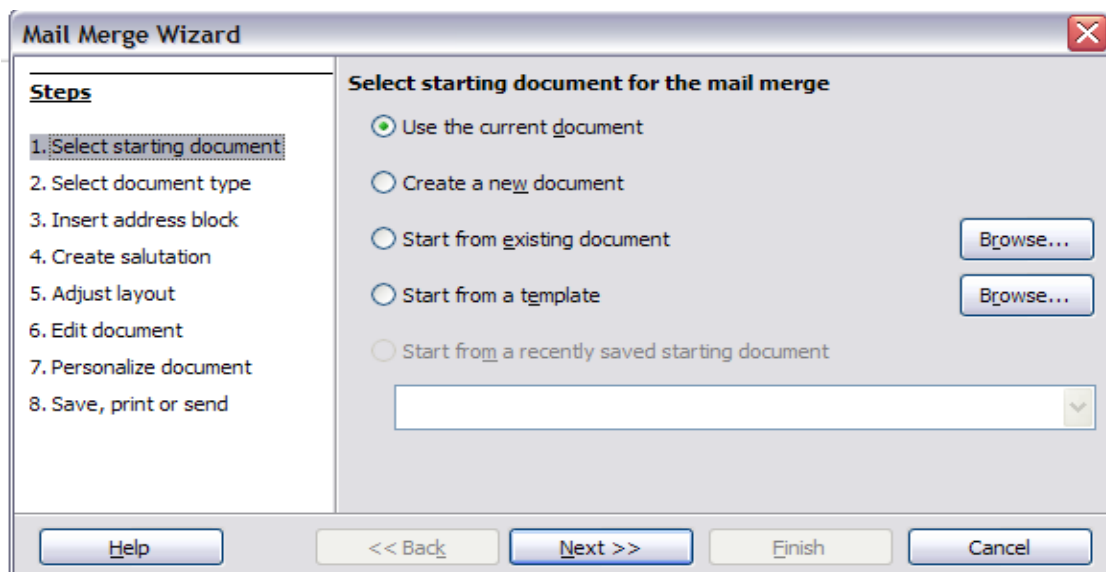 Mail Merge Wizard
Steps
1. Select starting document
2. Select document type
3. Insert address block
4. Create salutation
5. Adjust layout
6. Edit document
7. Personalize document
8. Save, print or send
Select starting document for the mail merge
Use the current document
Create a new document
Start from existing document
Browse...
Start from a template
Browse...
Start from a recently saved starting document
Help
<< Back
Next >>
Finish
Cancel